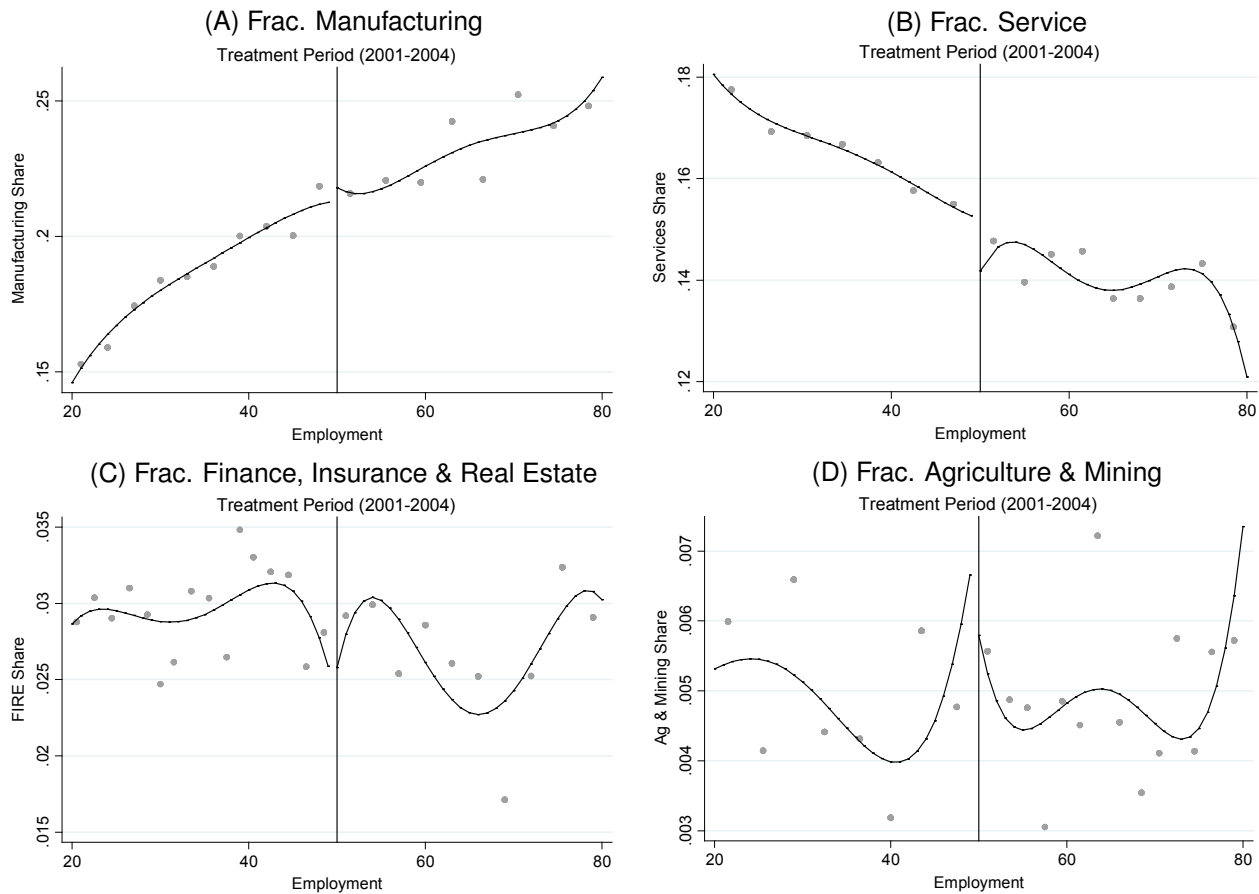 (A) Frac. Manufacturing
Treatment Period (2001-2004)
Manufacturing Share
.25
.2
.15
20
40
60
80
Employment
(B) Frac. Service
Treatment Period (2001-2004)
Services Share
.18
.16
.14
.12
20
40
60
80
Employment
(C) Frac. Finance, Insurance & Real Estate
Treatment Period (2001-2004)
FIRE Share
.035
.03
.025
.02
.015
20
40
60
80
Employment
(D) Frac. Agriculture & Mining
Treatment Period (2001-2004)
Ag & Mining Share
.007
.006
.005
.004
.003
20
40
60
80
Employment